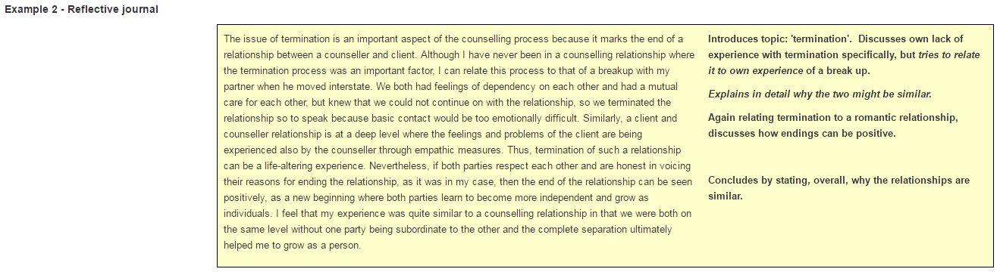 Example 2 - Reflective journal
The issue of termination is an important aspect of the counselling process because it marks the end of a
relationship between a counseller and client. Although I have never been in a counselling relationship where
the termination process was an important factor, I can relate this process to that of a breakup with my
partner when he moved interstate. We both had feelings of dependency on each other and had a mutual
care for each other, but knew that we could not continue on with the relationship, so we terminated the
relationship so to speak because basic contact would be too emotionally difficult. Similarly, a client and
counseller relationship is at a deep level where the feelings and problems of the client are being
experienced also by the counseller through empathic measures. Thus, termination of such a relationship
can be a life-altering experience. Nevertheless, if both parties respect each other and are honest in voicing
their reasons for ending the relationship, as it was in my case, then the end of the relationship can be seen
positively, as a new beginning where both parties learn to become more independent and grow as
individuals. I feel that my experience was quite similar to a counselling relationship in that we were both on
the same level without one party being subordinate to the other and the complete separation ultimately
helped me to grow as a person.
Introduces topic: 'termination'.  Discusses own lack of
experience with termination specifically, but tries to relate
it to own experience of a break up.
Explains in detail why the two might be similar.
Again relating termination to a romantic relationship,
discusses how endings can be positive.
Concludes by stating, overall, why the relationships are
similar.